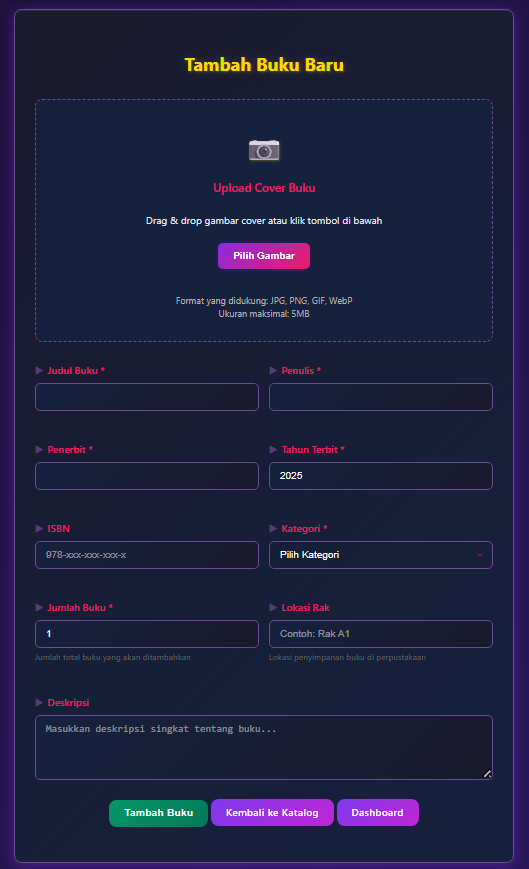 Tambah Buku Baru
Upload Cover Buku
Drag & drop gambar cover atau klik tombol di bawah
Pilih Gambar
Format yang didukung: JPG, PNG, GIF, WebP
Ukuran maksimal: 5MB
▶ Judul Buku *
▶ Penulis *
▶ Penerbit *
▶ Tahun Terbit *
2025
▶ ISBN
▶ Kategori *
978-xxx-xxx-xxx-x
Pilih Kategori
▶ Jumlah Buku *
▶ Lokasi Rak
1
Contoh: Rak A1
Jumlah total buku yang akan ditambahkan
Lokasi penyimpanan buku di perpustakaan
▶ Deskripsi
Masukkan deskripsi singkat tentang buku...
Tambah Buku
Kembali ke Katalog
Dashboard